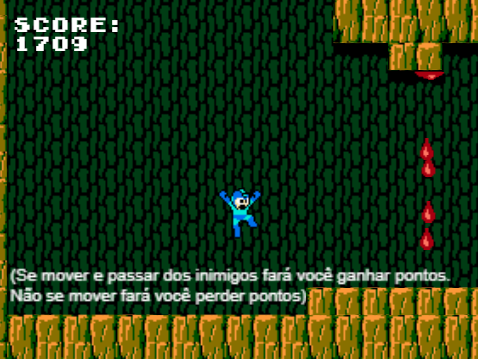 SCORE:
1709
(Se mover e passar dos inimigos fará você ganhar pontos.
Não se mover fará você perder pontos)